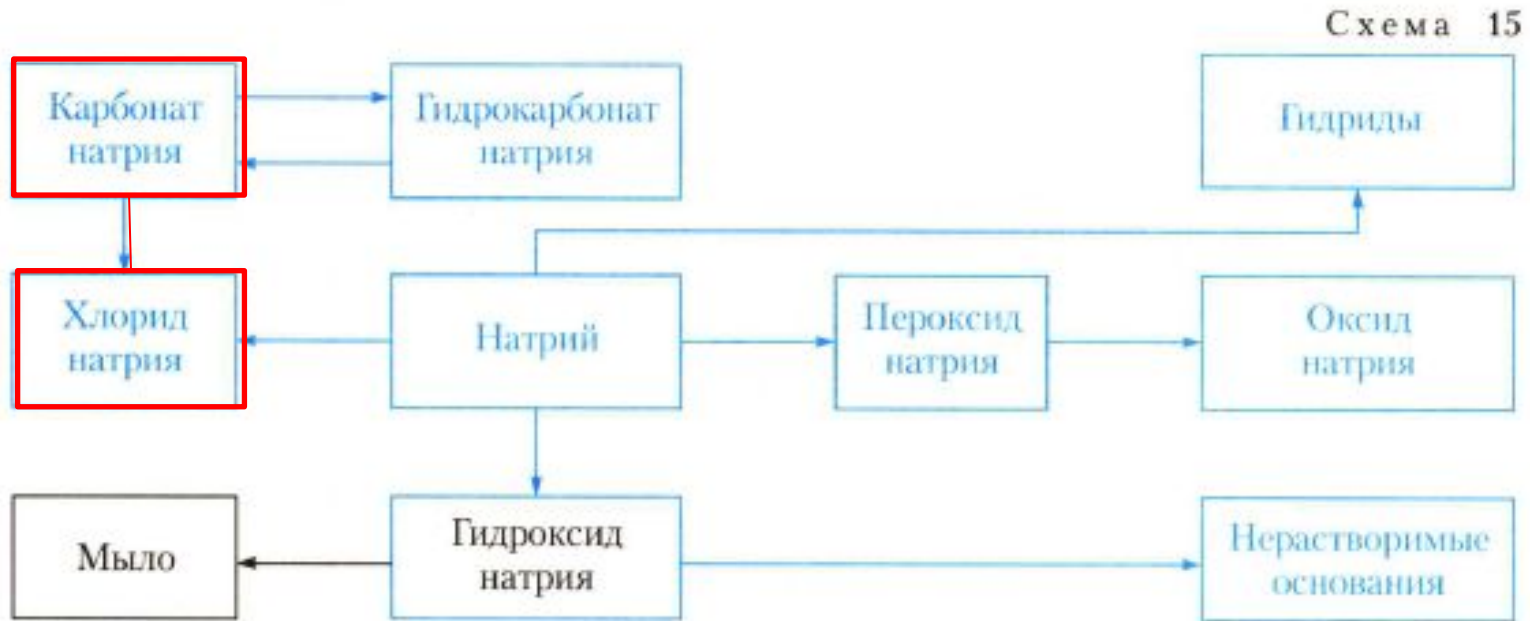 Схема 15
Карбонат
натрия
Гидрокарбонат
натрия
Гидриды
Хлорид
натрия
Натрий
Пероксид
натрия
Оксид
натрия
Мыло
Гидроксид
натрия
Нерастворимые
основания